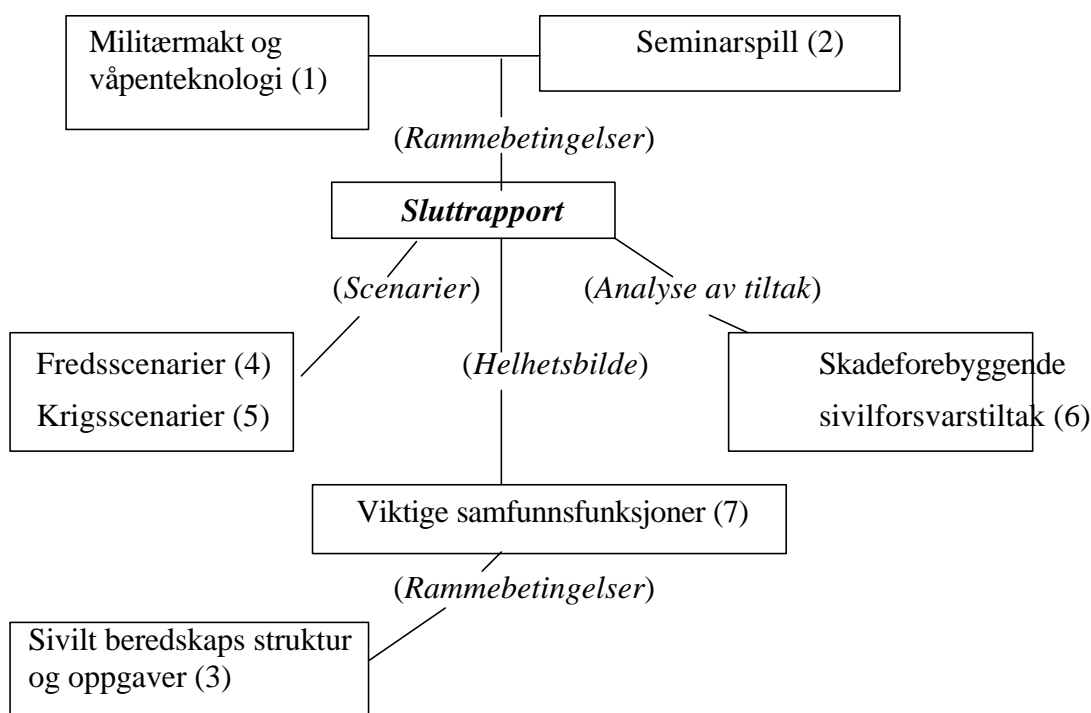 Militærmakt og
våpenteknologi (1)
Seminarspill (2)
(Rammebetingelser)
Sluttrapport
(Scenarier)
(Analyse av tiltak)
Fredsscenarier (4)
Krigsscenarier (5)
(Helhetsbilde)
Skadeforebyggende
sivilforsvarstiltak (6)
Viktige samfunnsfunksjoner (7)
(Rammebetingelser)
Sivilt beredskaps struktur
og oppgaver (3)